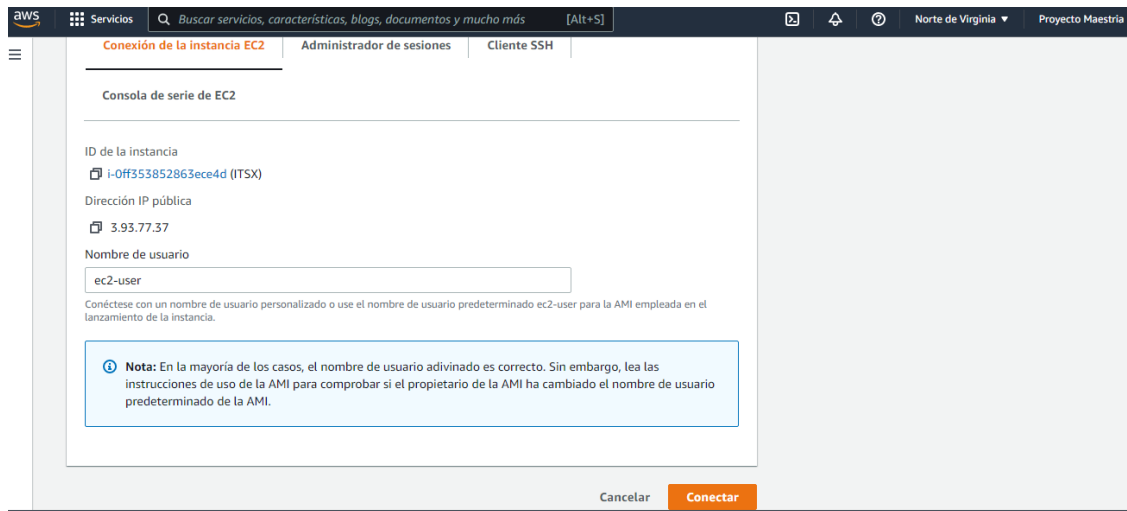 aws
Servicios
Buscar servicios, características, blogs, documentos y mucho más [Alt+S]
Norte de Virginia ▼
Proyecto Maestria
Conexión de la instancia EC2
Administrador de sesiones
Cliente SSH
Consola de serie de EC2
ID de la instancia
i-0ff353852863ece4d (ITSX)
Dirección IP pública
3.93.77.37
Nombre de usuario
ec2-user
Conéctese con un nombre de usuario personalizado o use el nombre de usuario predeterminado ec2-user para la AMI empleada en el
lanzamiento de la instancia.
Nota: En la mayoría de los casos, el nombre de usuario adivinado es correcto. Sin embargo, lea las
instrucciones de uso de la AMI para comprobar si el propietario de la AMI ha cambiado el nombre de usuario
predeterminado de la AMI.
Cancelar
Conectar